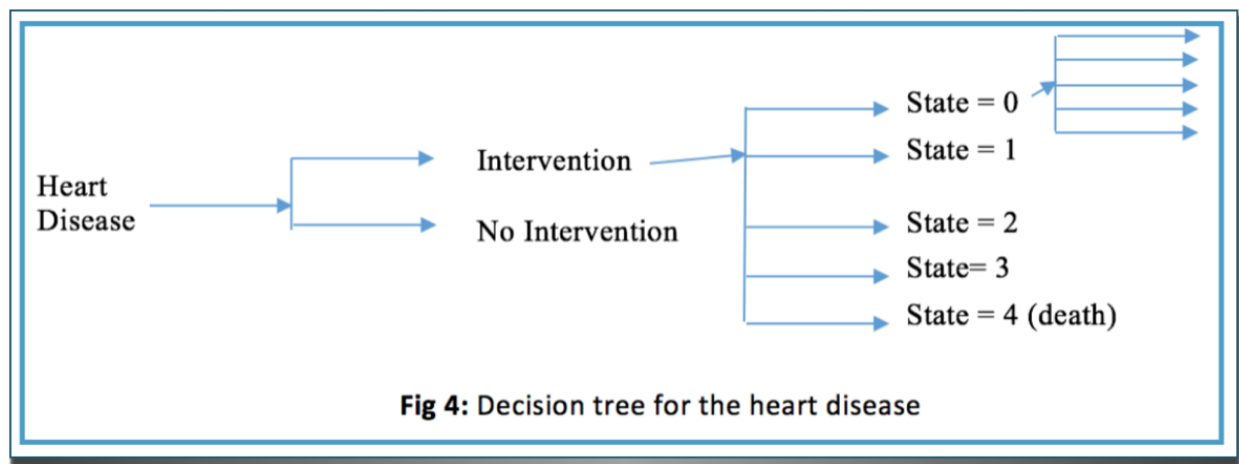 Heart
Disease
Intervention
No Intervention
State = 0
State = 1
State = 2
State= 3
State = 4 (death)
Fig 4: Decision tree for the heart disease